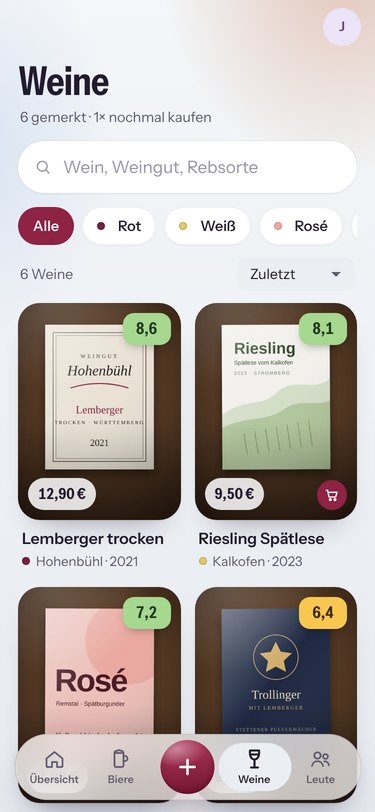 J
Weine
6 gemerkt · 1× nochmal kaufen
Wein, Weingut, Rebsorte
Alle
Rot
Weiß
Rosé
6 Weine
Zuletzt
8,6
WEINGUT
Hohenbühl
Lemberger
TROCKEN · WÜRTTEMBERG
2021
12,90 €
Lemberger trocken
Hohenbühl · 2021
8,1
Riesling
Spätlese vom Kalkofen
2023 · STROMBERG
9,50 €
Riesling Spätlese
Kalkofen · 2023
7,2
Rosé
Remstal · Spätburgunder
6,4
Trollinger
MIT LEMBERGER
STETTENER PULVERMÄCHER
Übersicht
Biere
+
Weine
Leute